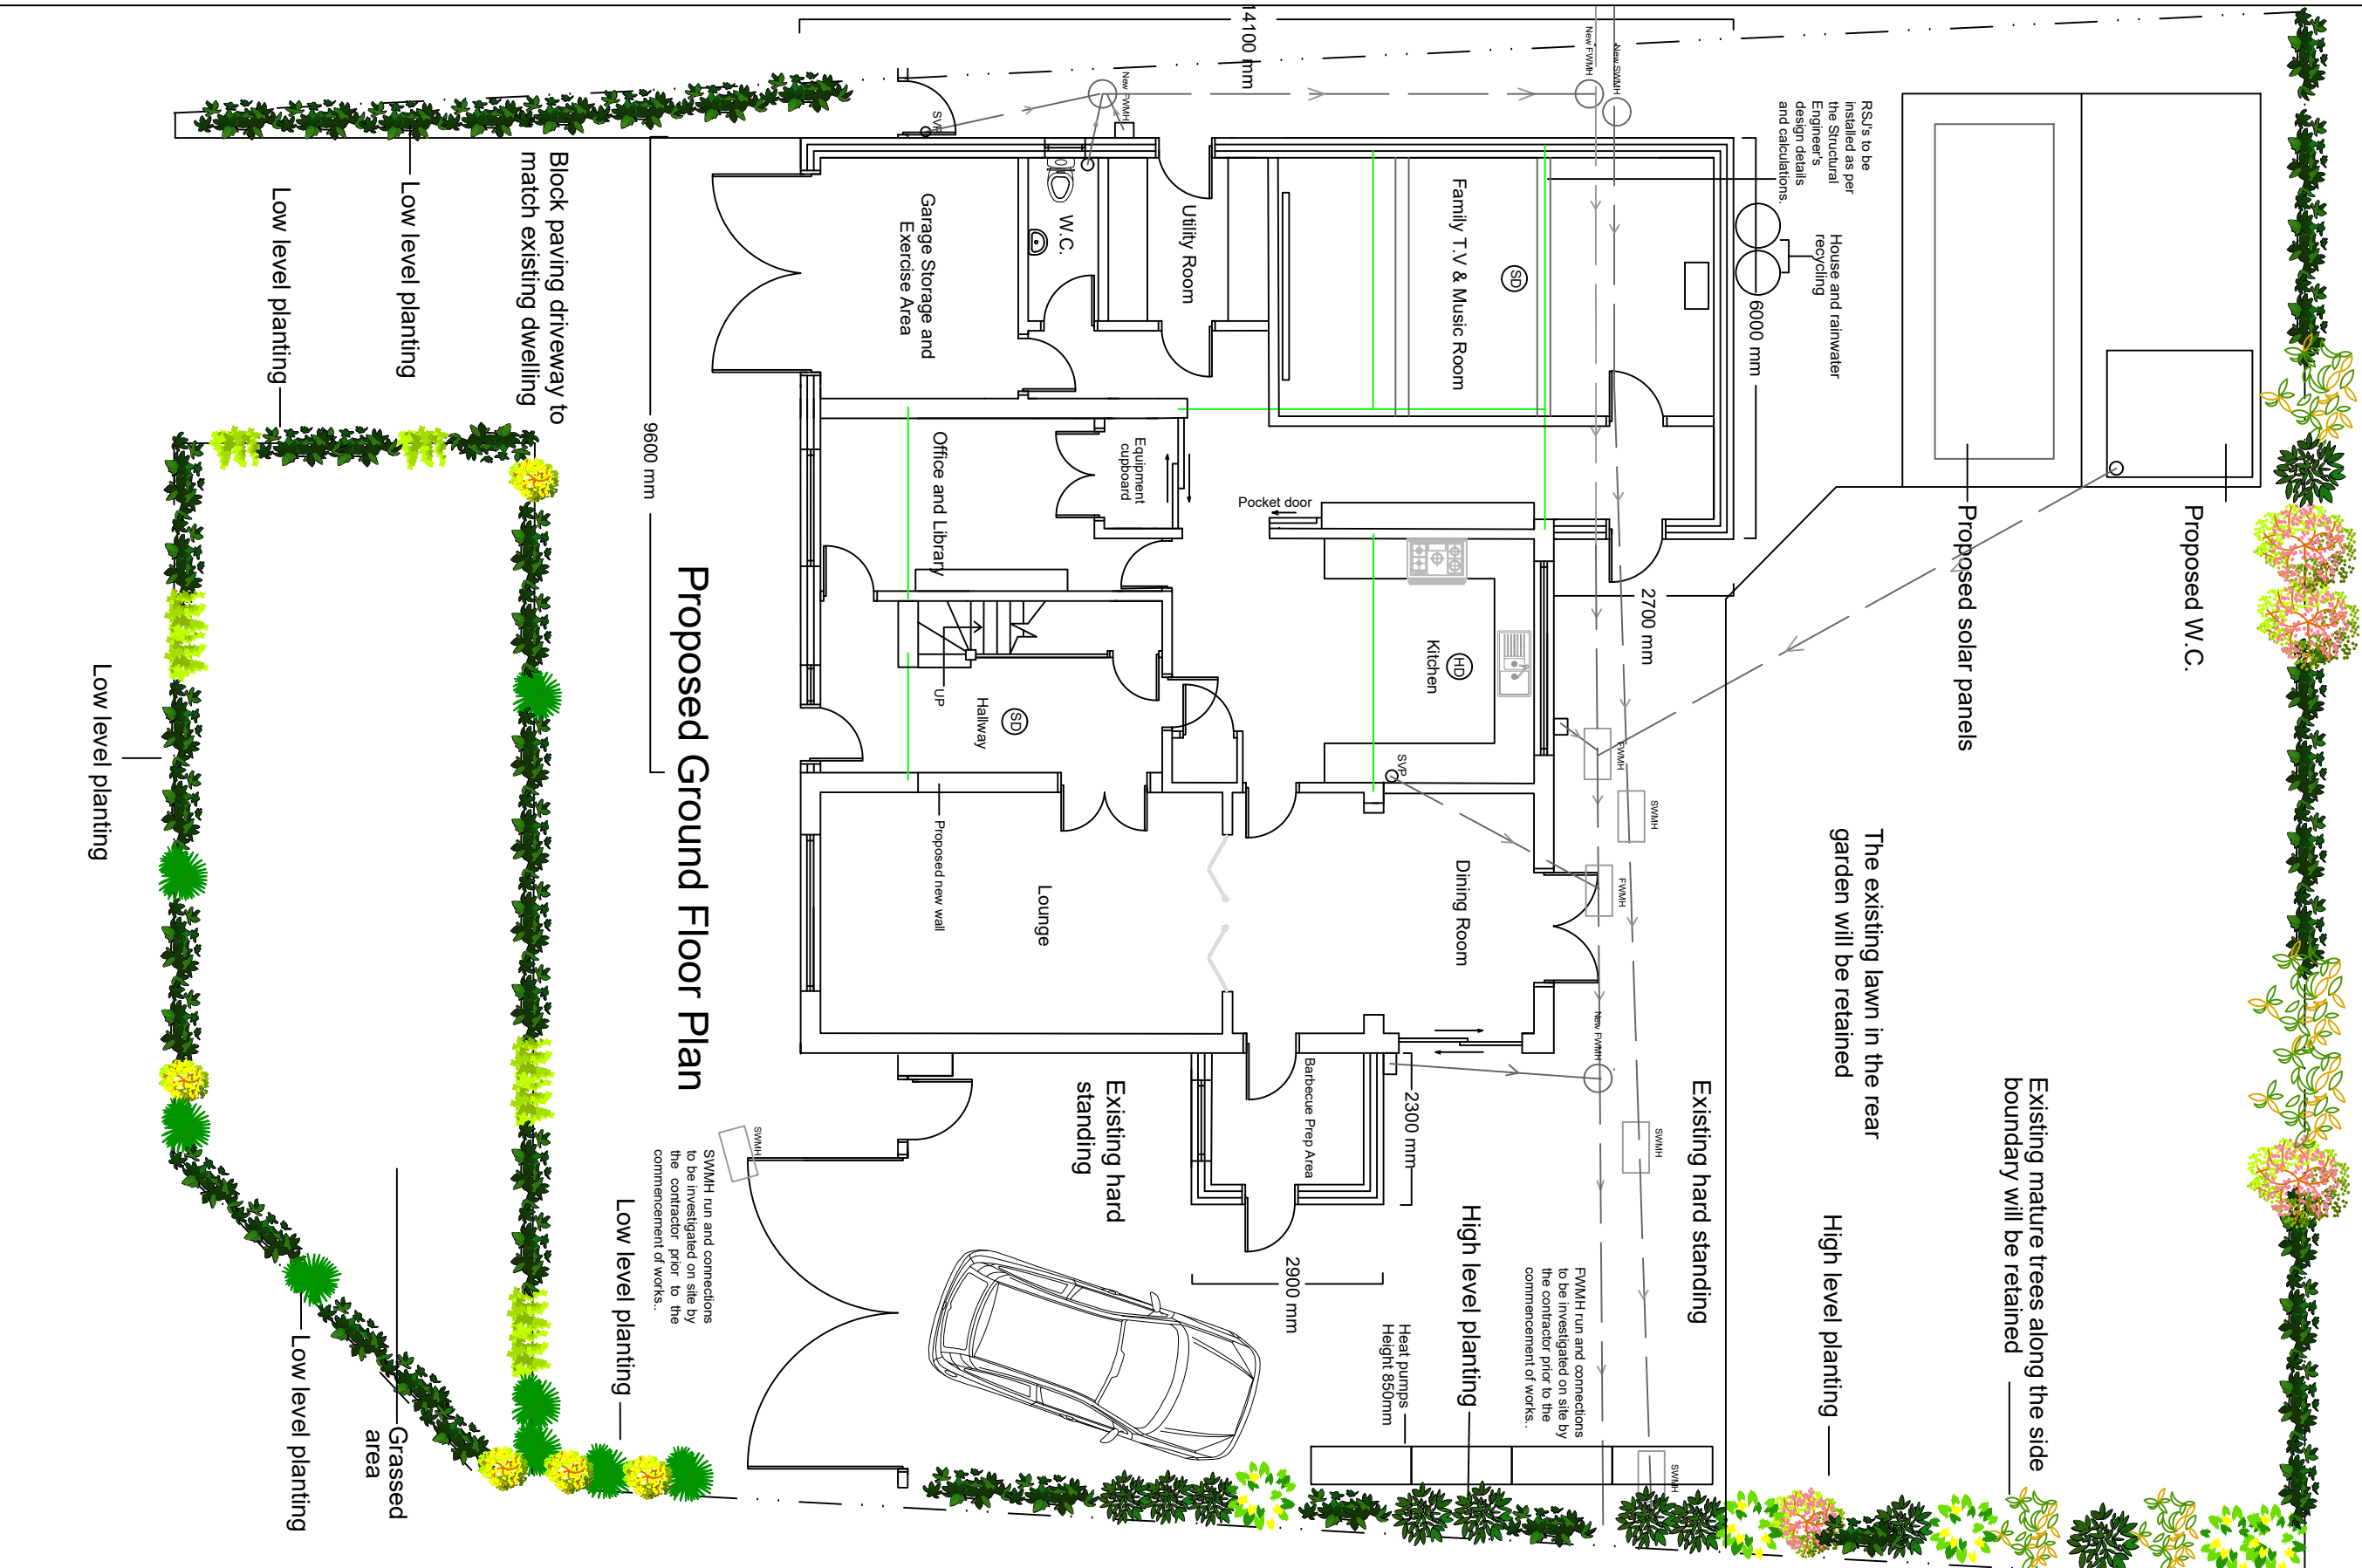 Proposed W.C.
Proposed solar panels
Existing mature trees along the side
boundary will be retained
The existing lawn in the rear
garden will be retained
High level planting
House and rainwater
recycling
RSJ's to be
installed as per
the Structural
Engineer's
design details
and calculations.
6000 mm
Existing hard standing
2700 mm
New SWMH
New FWMH
FWMH
SWMH
FWMH
New FWMH
SWMH
SWMH
FWMH run and connections
to be investigated on site by
the contractor prior to the
commencement of works..
Family T.V & Music Room
SD
Kitchen
HD
Dining Room
High level planting
Heat pumps
Height 850mm
SVP
2300 mm
Barbecue Prep Area
2900 mm
Pocket door
14100 mm
Utility Room
Equipment
cupboard
New FWMH
W.C.
Existing hard
standing
Garage Storage and
Exercise Area
Office and Library
SVP
UP
Hallway
SD
Lounge
Proposed new wall
SWMH
SWMH run and connections
to be investigated on site by
the contractor prior to the
commencement of works..
Proposed Ground Floor Plan
9600 mm
Low level planting
Block paving driveway to
match existing dwelling
Low level planting
Low level planting
Grassed
area
Low level planting
Low level planting